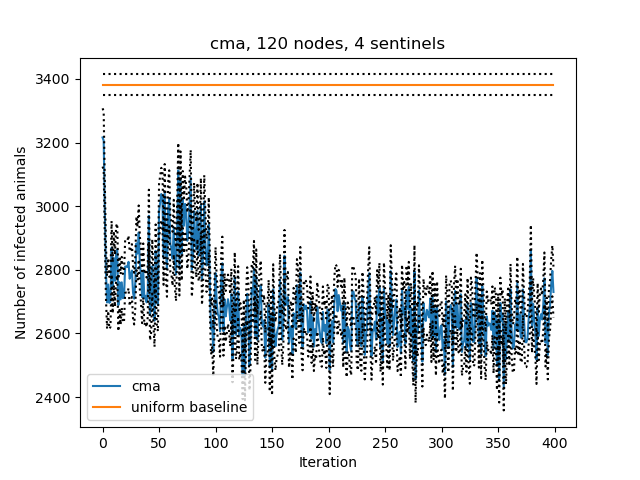 cma, 120 nodes, 4 sentinels
Number of infected animals
3400
3200
3000
2800
2600
2400
cma
uniform baseline
0 50 100 150 200 250 300 350 400
Iteration